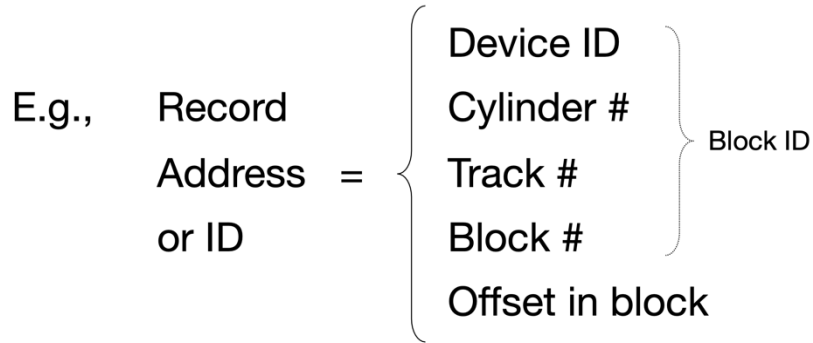 Device ID
E.g., Record Cylinder #
Address = Track # Block ID
or ID Block #
Offset in block